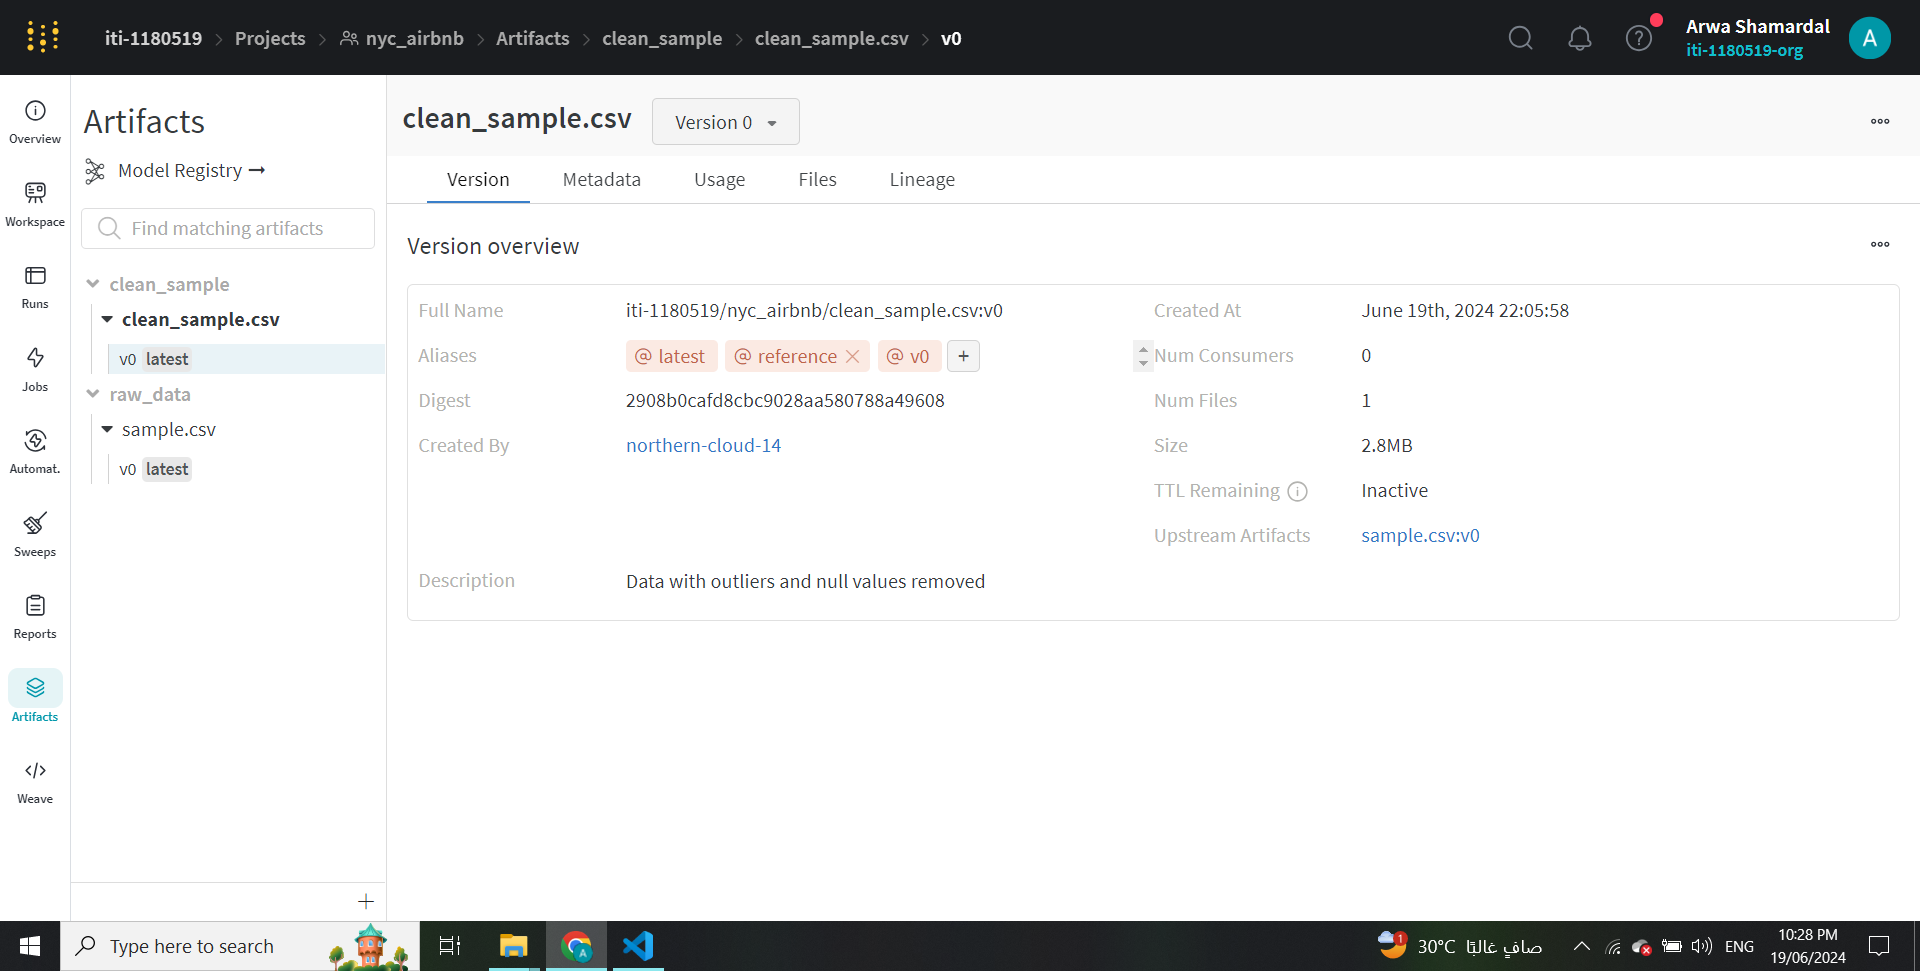 iti-1180519 > Projects > nyc_airbnb > Artifacts > clean_sample > clean_sample.csv > v0
Arwa Shamardal
iti-1180519-org
A
Overview
Workspace
Runs
Jobs
Automat.
Sweeps
Reports
Artifacts
Weave
Artifacts
Model Registry →
Find matching artifacts
clean_sample
clean_sample.csv
v0 latest
raw_data
sample.csv
v0 latest
+
clean_sample.csv
Version 0
Version Metadata Usage Files Lineage
Version overview
Full Name iti-1180519/nyc_airbnb/clean_sample.csv:v0
Aliases @ latest @ reference × @ v0 +
Digest 2908b0cafd8cbc9028aa580788a49608
Created By northern-cloud-14
Created At June 19th, 2024 22:05:58
Num Consumers 0
Num Files 1
Size 2.8MB
TTL Remaining Inactive
Upstream Artifacts sample.csv:v0
Description Data with outliers and null values removed
Type here to search
A
1
30°C صافٍ غالبًا
ENG
10:28 PM
19/06/2024